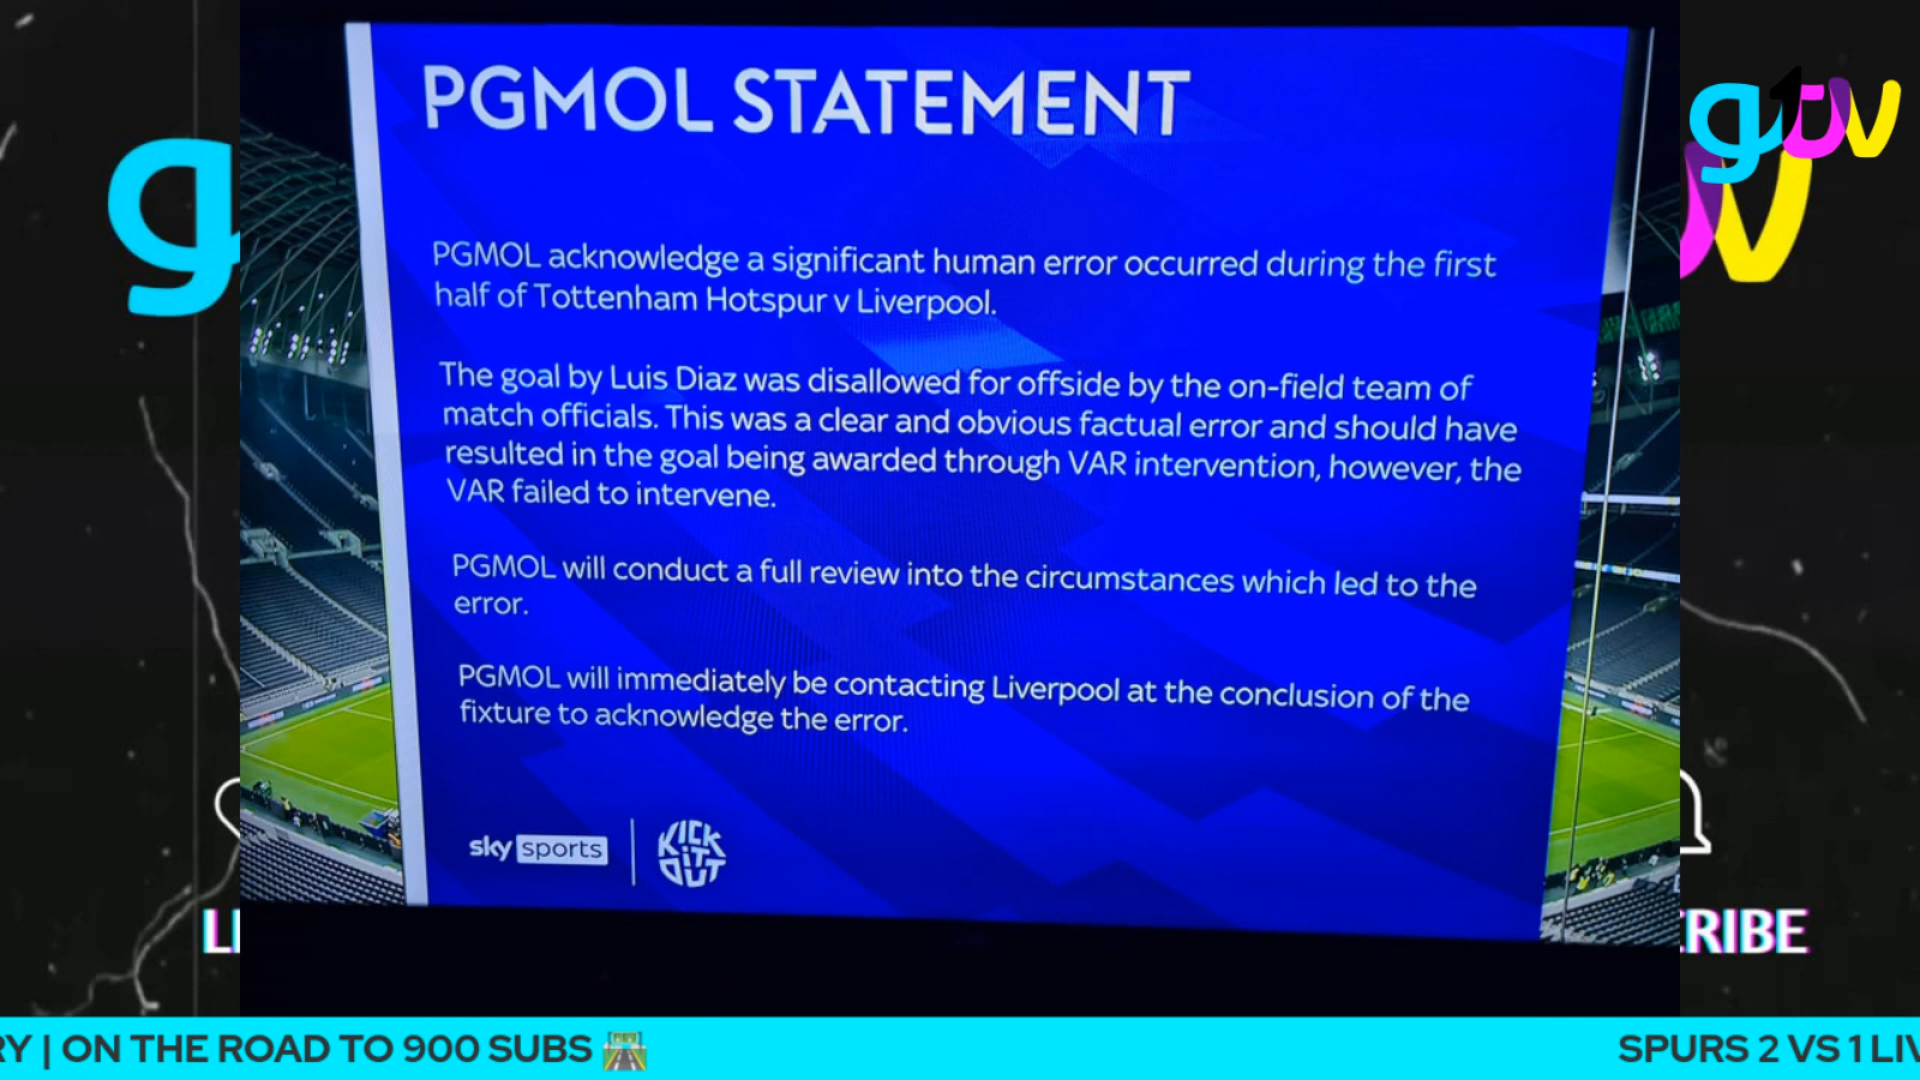 PGMOL STATEMENT
gtv
g
v
PGMOL acknowledge a significant human error occurred during the first
half of Tottenham Hotspur v Liverpool.
The goal by Luis Diaz was disallowed for offside by the on-field team of
match officials. This was a clear and obvious factual error and should have
resulted in the goal being awarded through VAR intervention, however, the
VAR failed to intervene.
PGMOL will conduct a full review into the circumstances which led to the
error.
PGMOL will immediately be contacting Liverpool at the conclusion of the
fixture to acknowledge the error.
sky sports
KICK
IT
OUT
LI
CRIBE
RY | ON THE ROAD TO 900 SUBS
SPURS 2 VS 1 LIV